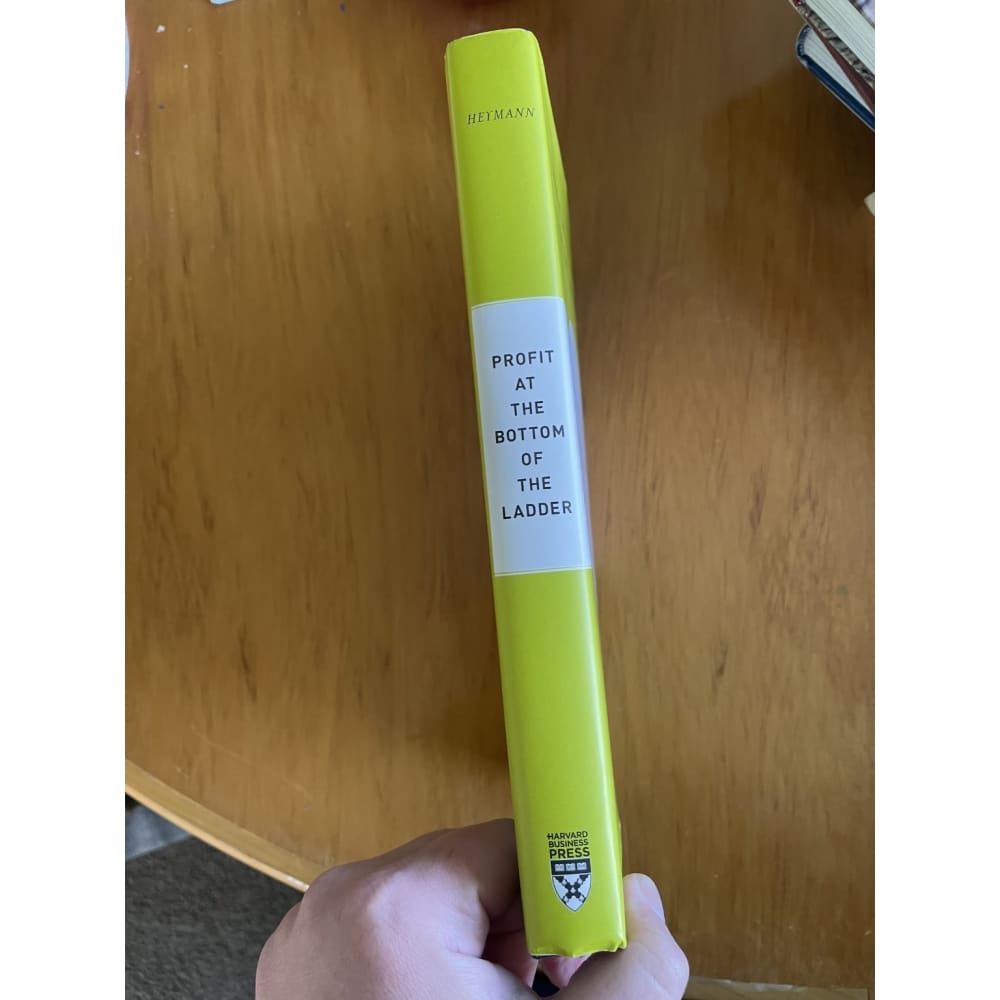 HEYMANN
PROFIT
AT
THE
BOTTOM
OF
THE
LADDER
HARVARD
BUSINESS
PRESS